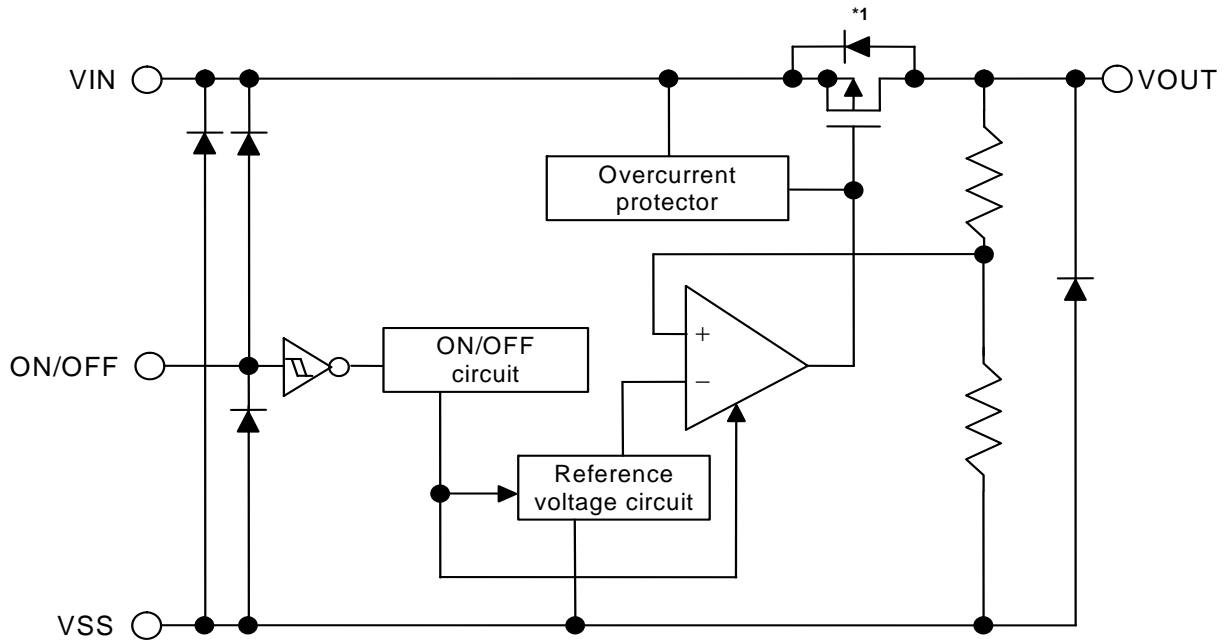 *1
VIN
VOUT
Overcurrent
protector
+
−
ON/OFF
ON/OFF
circuit
Reference
voltage circuit
VSS